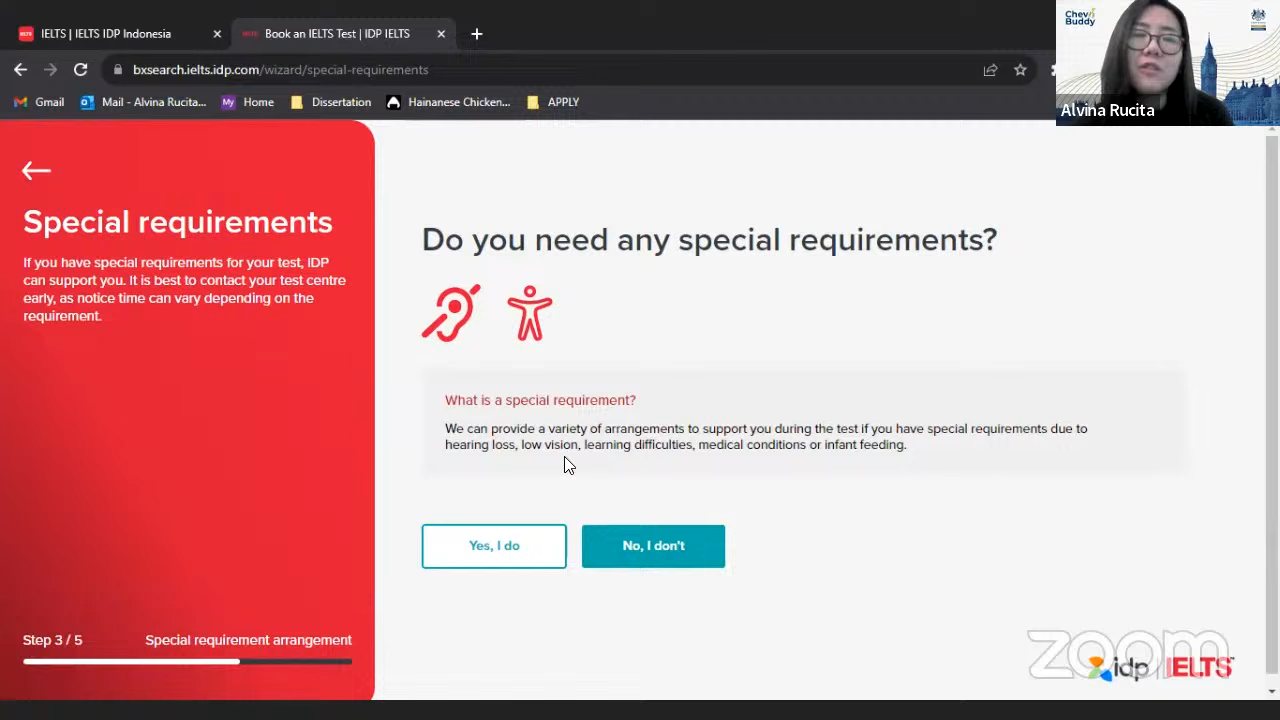 IELTS | IELTS IDP Indonesia
Book an IELTS Test | IDP IELTS
bxsearch.ielts.idp.com/wizard/special-requirements
Gmail
Mail - Alvina Rucita...
My
Home
Dissertation
Hainanese Chicken...
APPLY
Chev
Buddy
Alvina Rucita
Special requirements
If you have special requirements for your test, IDP
can support you. It is best to contact your test centre
early, as notice time can vary depending on the
requirement.
Do you need any special requirements?
What is a special requirement?
We can provide a variety of arrangements to support you during the test if you have special requirements due to
hearing loss, low vision, learning difficulties, medical conditions or infant feeding.
Yes, I do
No, I don't
Step 3 / 5
Special requirement arrangement
zoom
idp | IELTS™